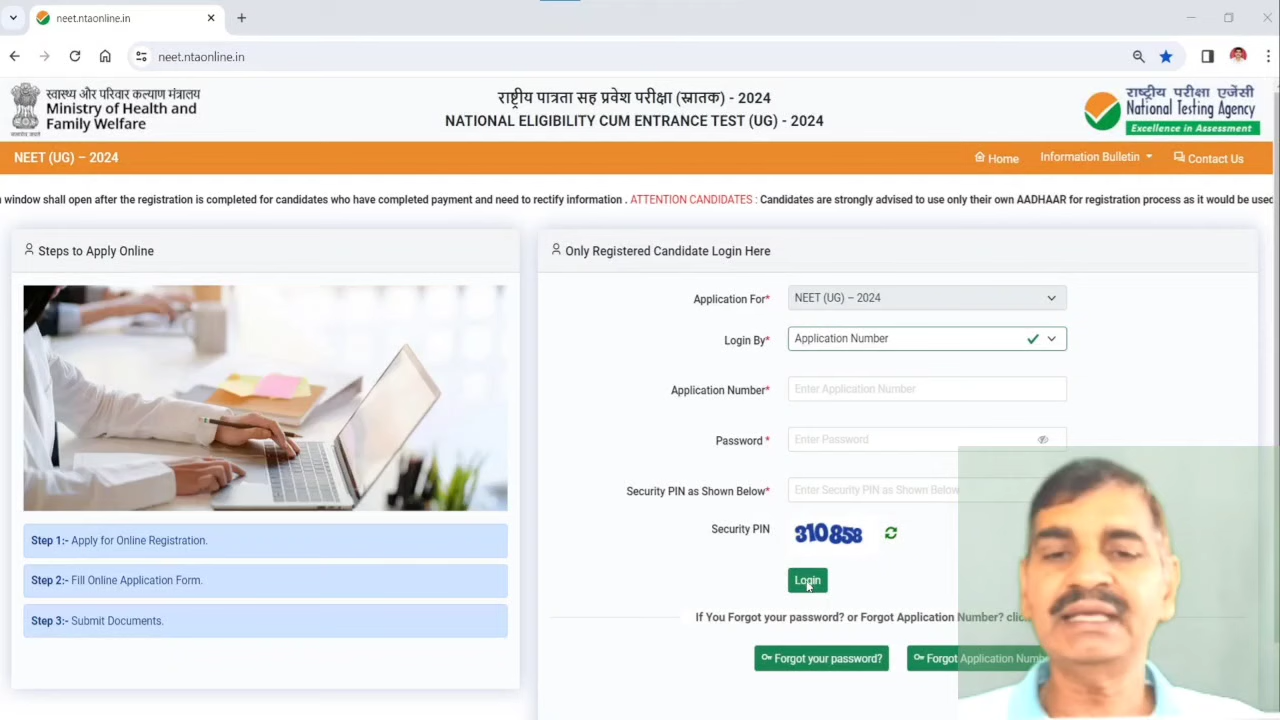 neet.ntaonline.in
neet.ntaonline.in
स्वास्थ्य और परिवार कल्याण मंत्रालय
Ministry of Health and
Family Welfare
राष्ट्रीय पात्रता सह प्रवेश परीक्षा (स्नातक) - 2024
NATIONAL ELIGIBILITY CUM ENTRANCE TEST (UG) - 2024
राष्ट्रीय परीक्षा एजेंसी
National Testing Agency
Excellence in Assessment
NEET (UG) – 2024
Home
Information Bulletin
Contact Us
window shall open after the registration is completed for candidates who have completed payment and need to rectify information . ATTENTION CANDIDATES : Candidates are strongly advised to use only their own AADHAAR for registration process as it would be used
Steps to Apply Online
Step 1:- Apply for Online Registration.
Step 2:- Fill Online Application Form.
Step 3:- Submit Documents.
Only Registered Candidate Login Here
Application For* NEET (UG) – 2024
Login By* Application Number
Application Number* Enter Application Number
Password * Enter Password
Security PIN as Shown Below* Enter Security PIN as Shown Below
Security PIN 310858
Login
If You Forgot your password? or Forgot Application Number?
Forgot your password?
Forgot Application